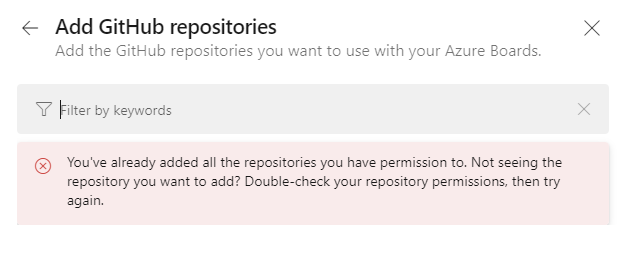 Add GitHub repositories
Add the GitHub repositories you want to use with your Azure Boards.
Filter by keywords
You've already added all the repositories you have permission to. Not seeing the
repository you want to add? Double-check your repository permissions, then try
again.